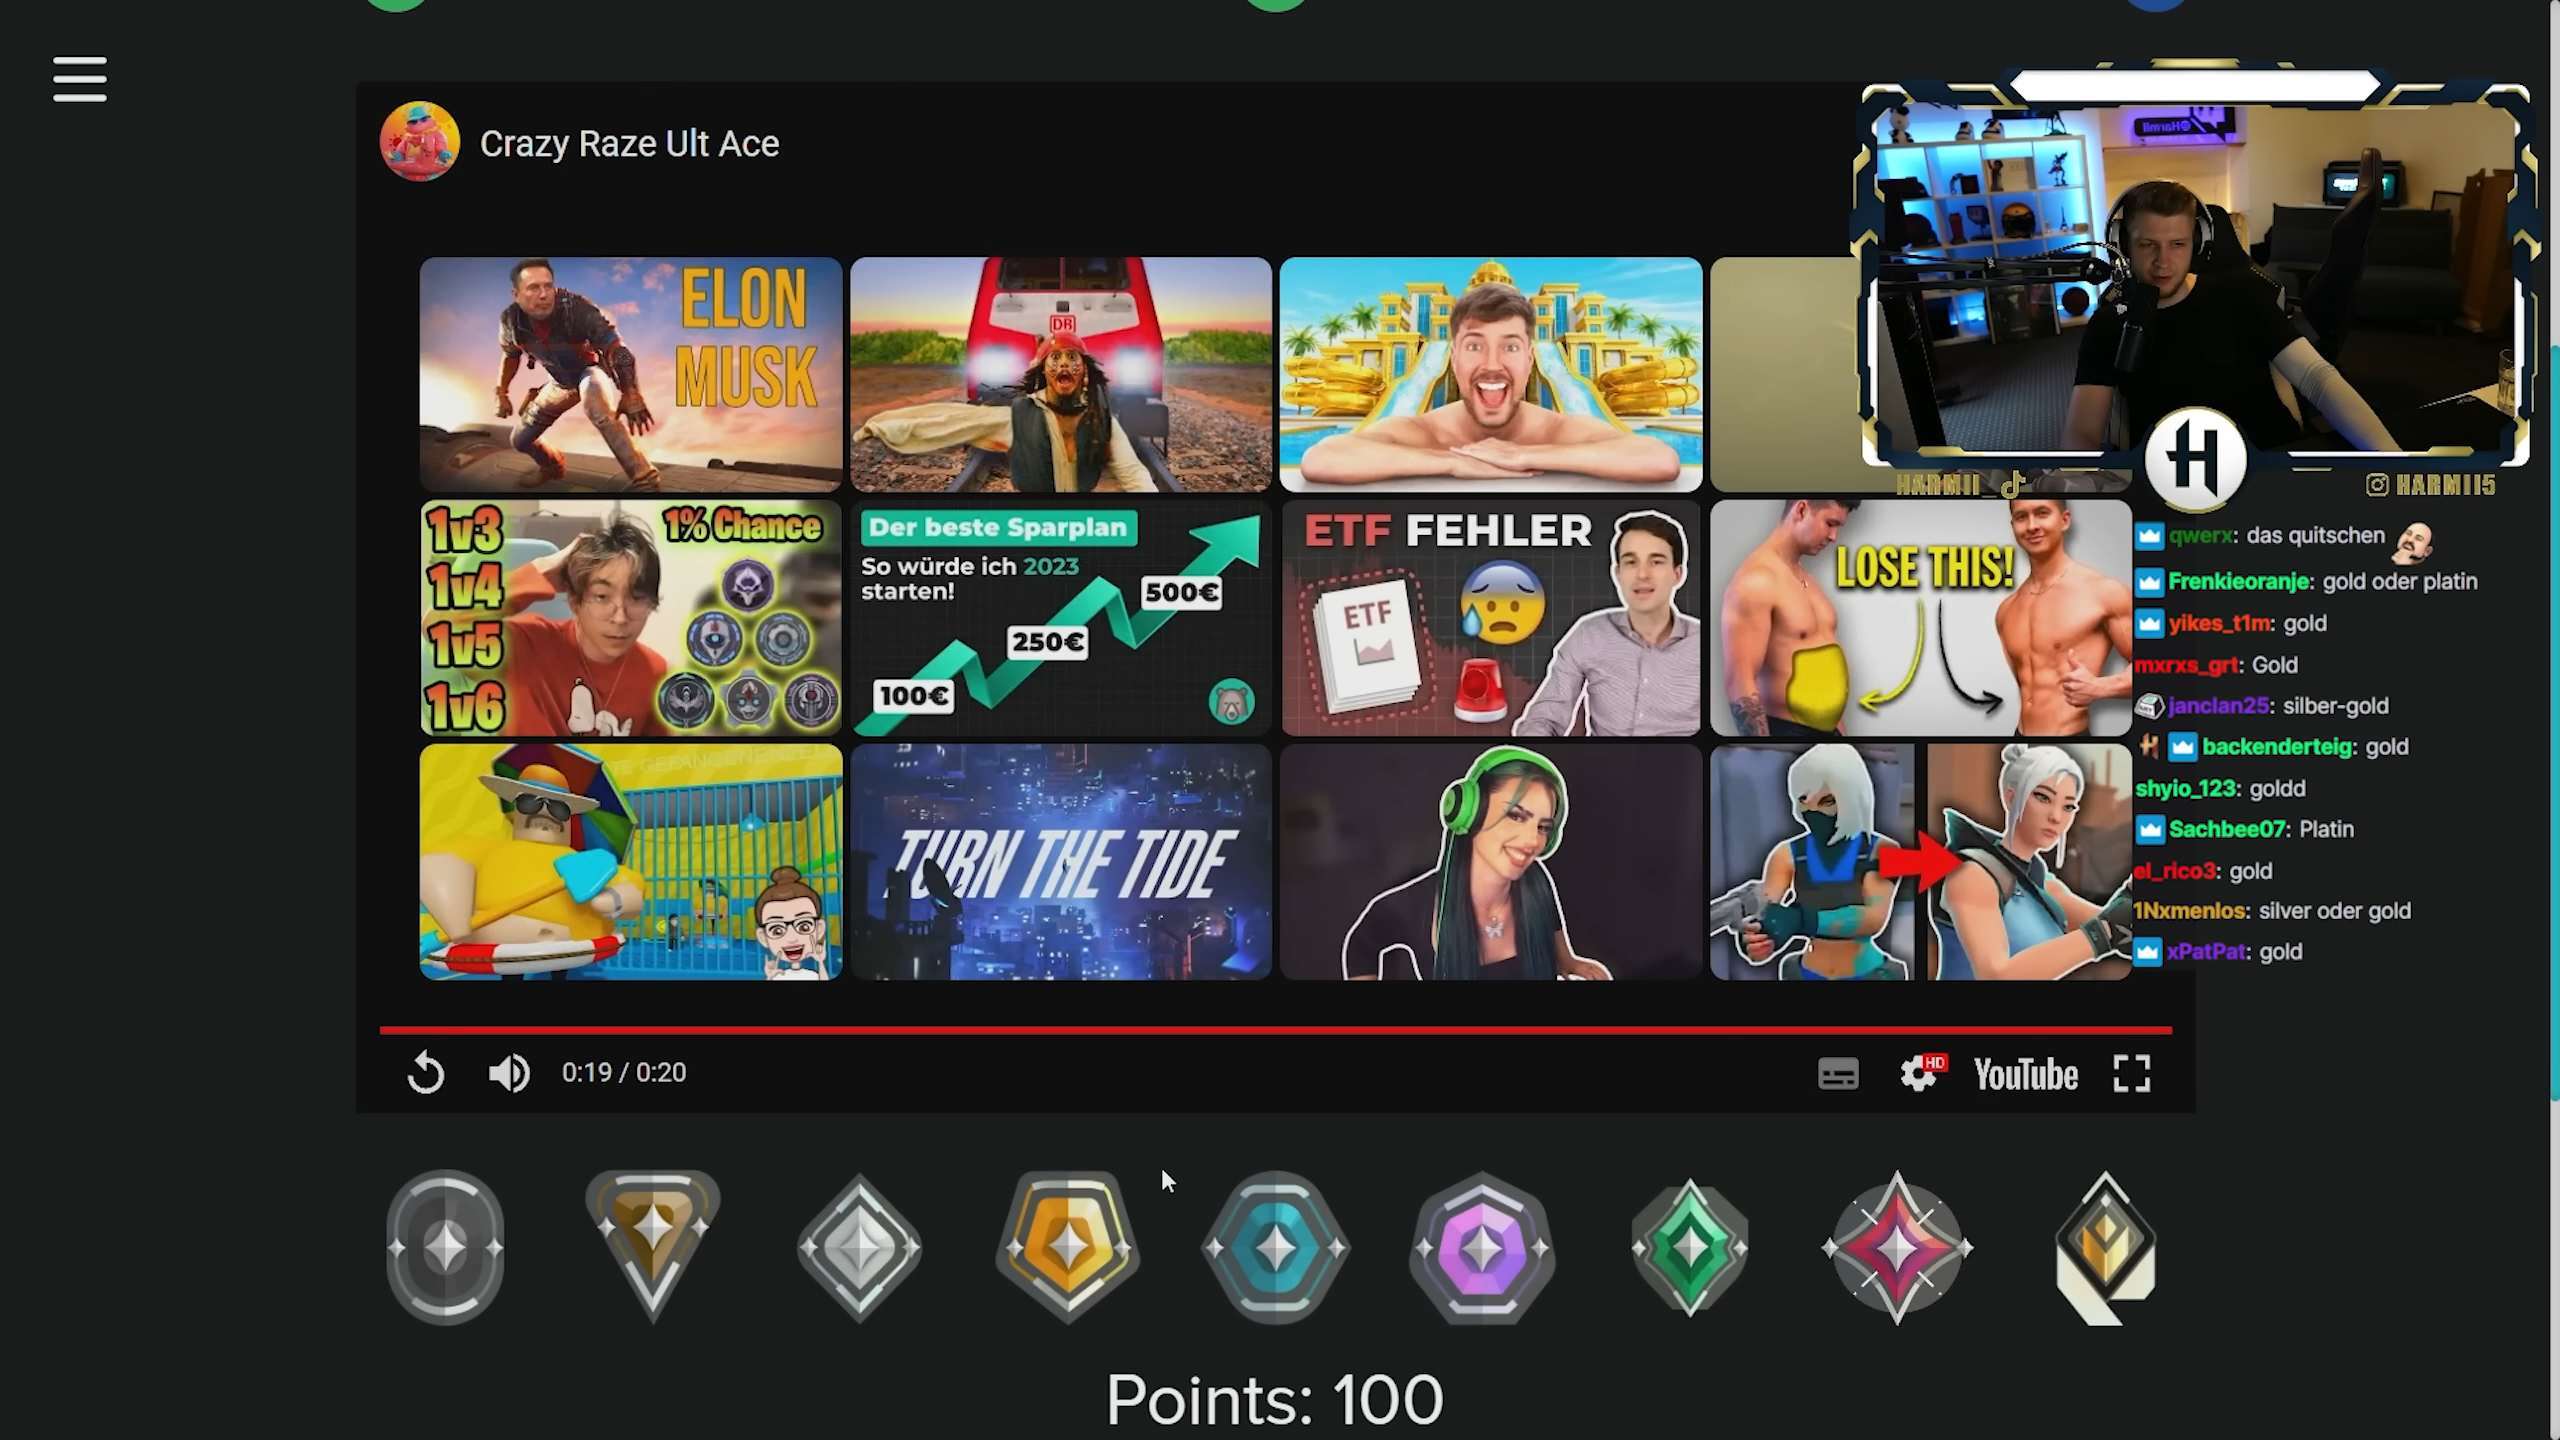 Crazy Raze Ult Ace
ELON
MUSK
DB
HARMII_
HARMII5
1v3
1v4
1v5
1v6
1% Chance
Der beste Sparplan
So würde ich 2023
starten!
500€
250€
100€
ETF FEHLER
ETF
LOSE THIS!
TURN THE TIDE
qwerx: das quitschen
Frenkieoranje: gold oder platin
yikes_t1m: gold
mxrxs_grt: Gold
janclan25: silber-gold
backenderteig: gold
shyio_123: goldd
Sachbee07: Platin
el_rico3: gold
1Nxmenlos: silver oder gold
xPatPat: gold
0:19 / 0:20
HD
YouTube
Points: 100